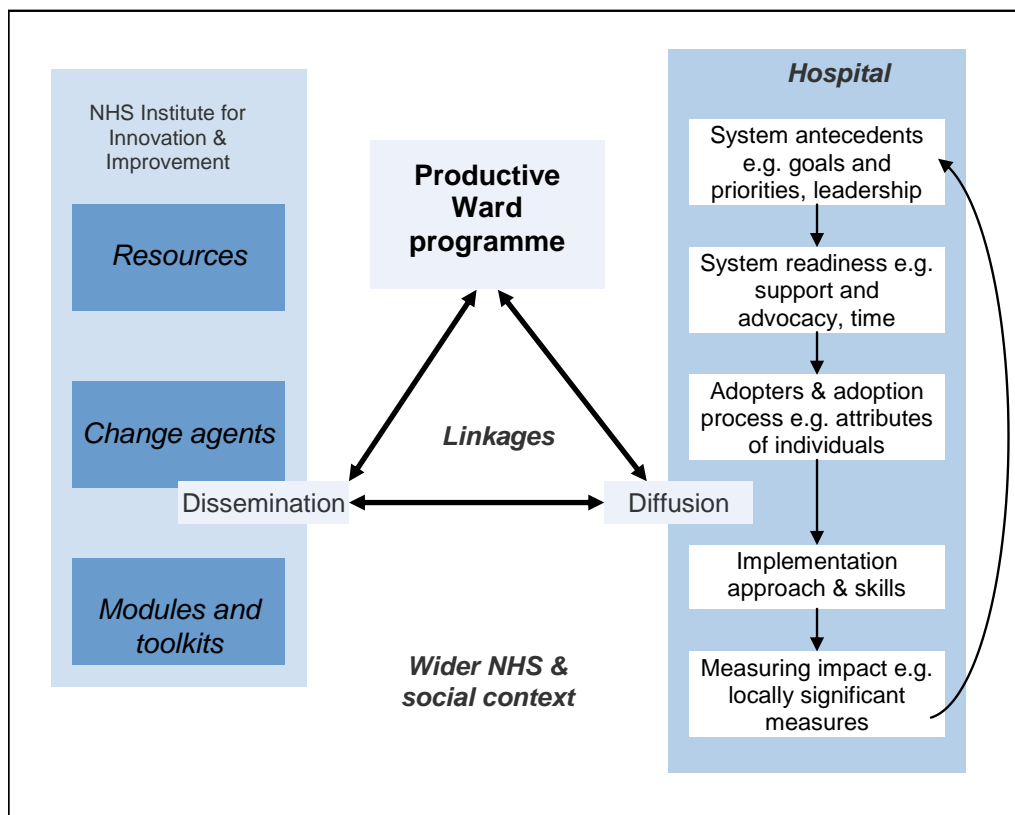 NHS Institute for
Innovation &
Improvement
Resources
Change agents
Dissemination
Modules and
toolkits
Productive
Ward
programme
Linkages
Diffusion
Wider NHS &
social context
Hospital
System antecedents
e.g. goals and
priorities, leadership
System readiness e.g.
support and
advocacy, time
Adopters & adoption
process e.g. attributes
of individuals
Implementation
approach & skills
Measuring impact e.g.
locally significant
measures